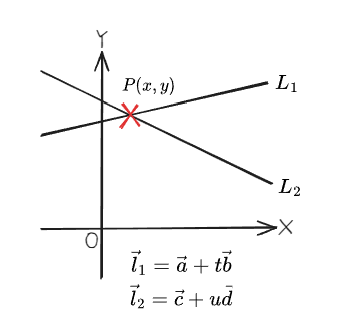 Y
P(x, y)
L₁
L₂
X
O
l⃗₁ = a⃗ + tb⃗
l⃗₂ = c⃗ + ud̄